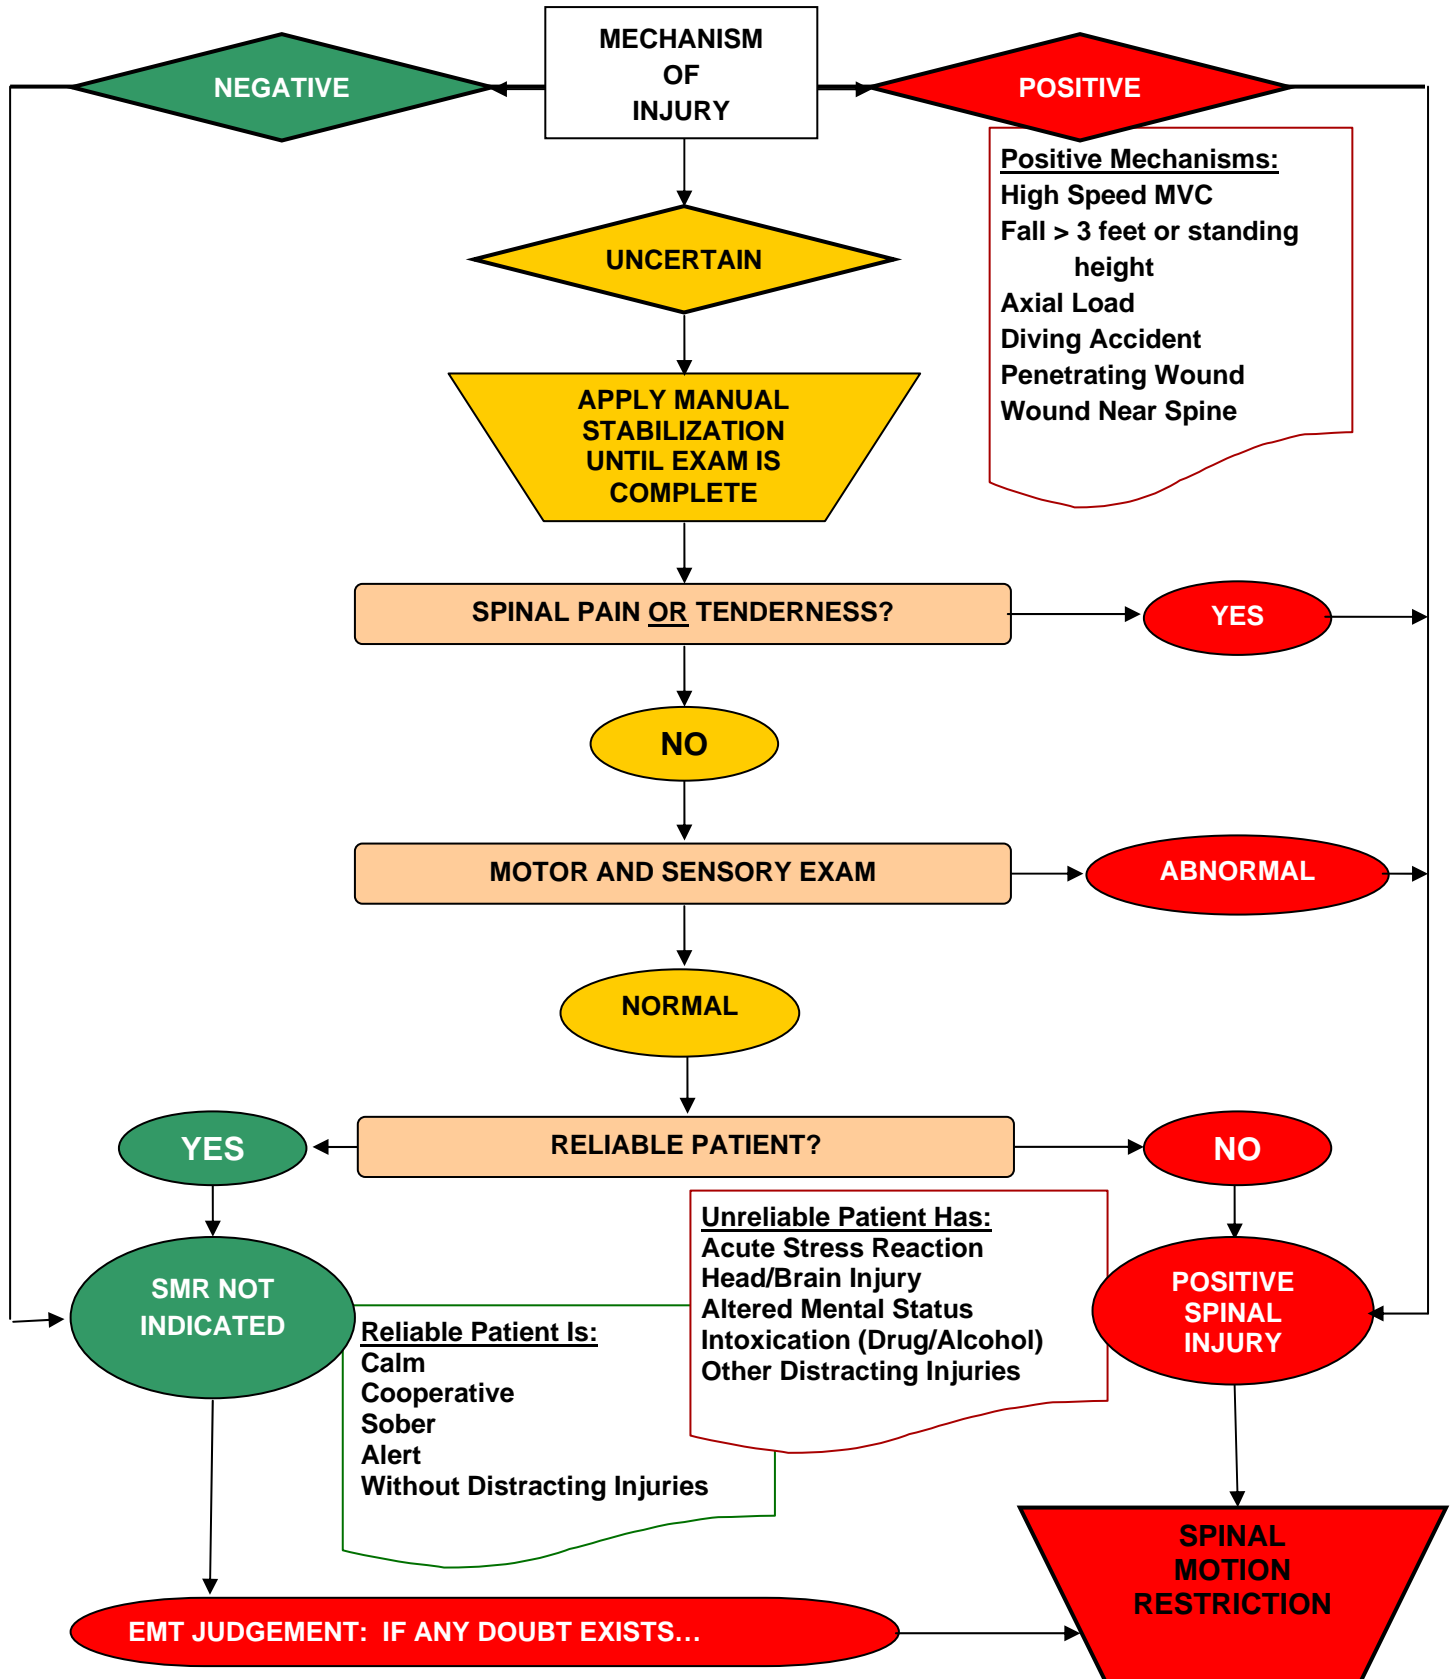 MECHANISM
OF
INJURY
NEGATIVE
POSITIVE
Positive Mechanisms:
High Speed MVC
Fall > 3 feet or standing
height
Axial Load
Diving Accident
Penetrating Wound
Wound Near Spine
UNCERTAIN
APPLY MANUAL
STABILIZATION
UNTIL EXAM IS
COMPLETE
SPINAL PAIN OR TENDERNESS?
YES
NO
MOTOR AND SENSORY EXAM
ABNORMAL
NORMAL
RELIABLE PATIENT?
YES
NO
SMR NOT
INDICATED
Reliable Patient Is:
Calm
Cooperative
Sober
Alert
Without Distracting Injuries
Unreliable Patient Has:
Acute Stress Reaction
Head/Brain Injury
Altered Mental Status
Intoxication (Drug/Alcohol)
Other Distracting Injuries
POSITIVE
SPINAL
INJURY
SPINAL
MOTION
RESTRICTION
EMT JUDGEMENT:  IF ANY DOUBT EXISTS…